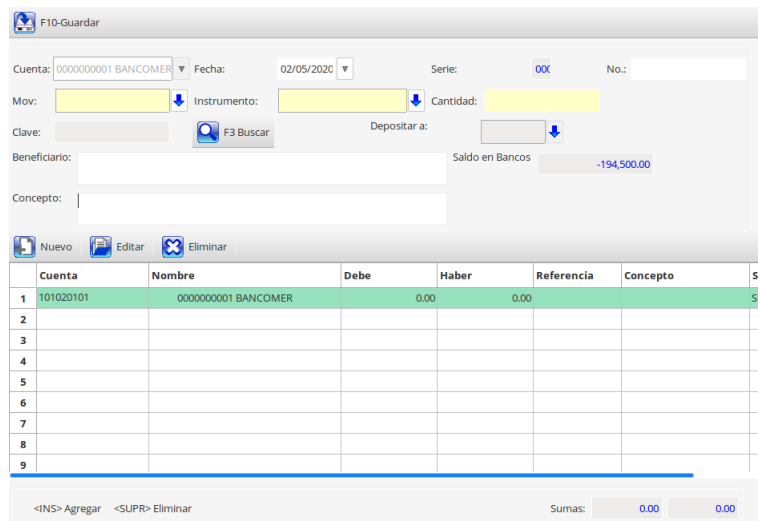 F10-Guardar
Cuenta: 0000000001 BANCOMER Fecha: 02/05/2020 Serie: 000 No.:
Mov: Instrumento: Cantidad:
Clave: F3 Buscar Depositar a:
Beneficiario: Saldo en Bancos -194,500.00
Concepto:
Nuevo Editar Eliminar
Cuenta Nombre Debe Haber Referencia Concepto S
1 101020101 0000000001 BANCOMER 0.00 0.00 S
2
3
4
5
6
7
8
9
<INS> Agregar <SUPR> Eliminar Sumas: 0.00 0.00